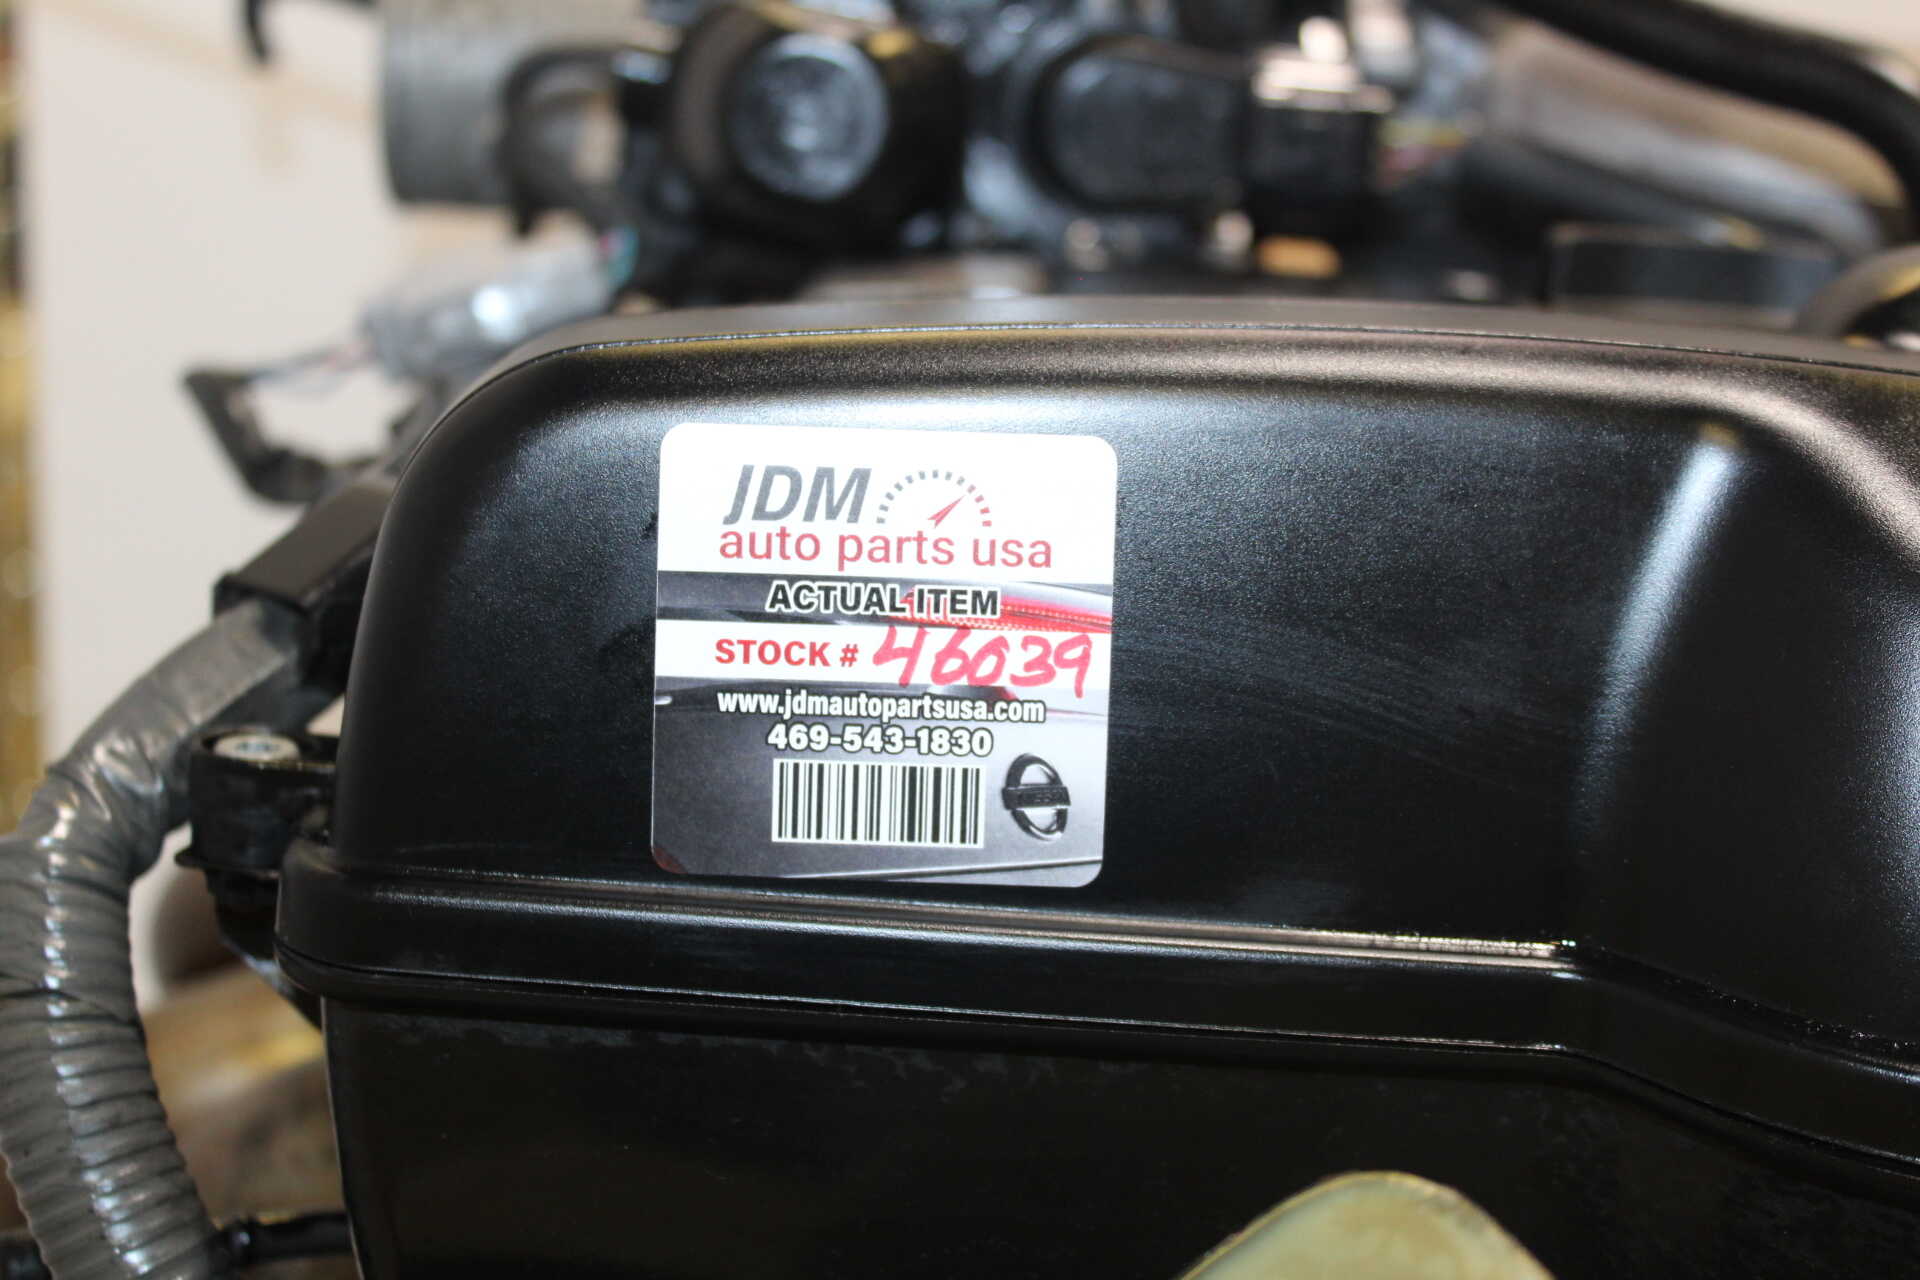 JDM
auto parts usa
ACTUAL ITEM
STOCK # 46039
www.jdmautopartsusa.com
469-543-1830